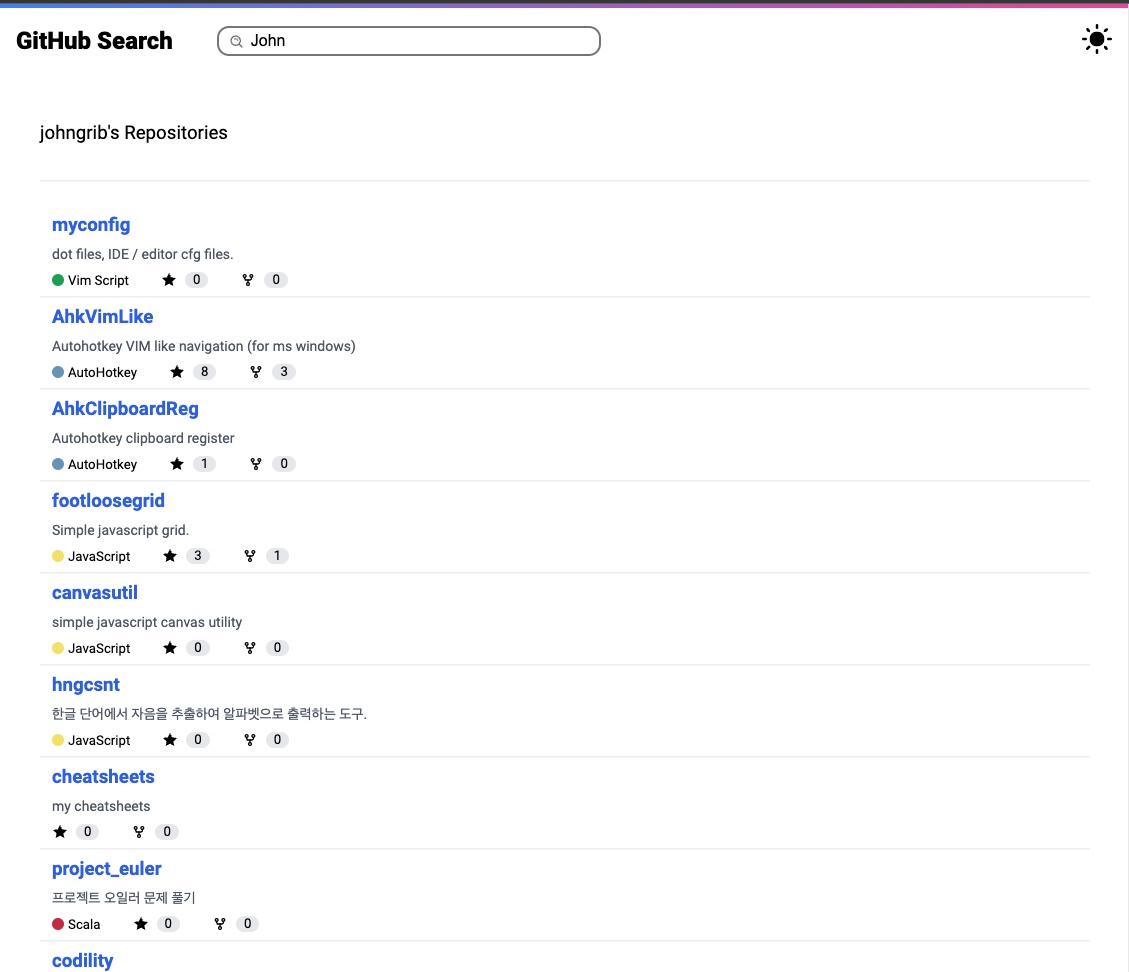 GitHub Search
John
johngrib's Repositories
myconfig
dot files, IDE / editor cfg files.
Vim Script 0 0
AhkVimLike
Autohotkey VIM like navigation (for ms windows)
AutoHotkey 8 3
AhkClipboardReg
Autohotkey clipboard register
AutoHotkey 1 0
footloosegrid
Simple javascript grid.
JavaScript 3 1
canvasutil
simple javascript canvas utility
JavaScript 0 0
hngcsnt
한글 단어에서 자음을 추출하여 알파벳으로 출력하는 도구.
JavaScript 0 0
cheatsheets
my cheatsheets
0 0
project_euler
프로젝트 오일러 문제 풀기
Scala 0 0
codility